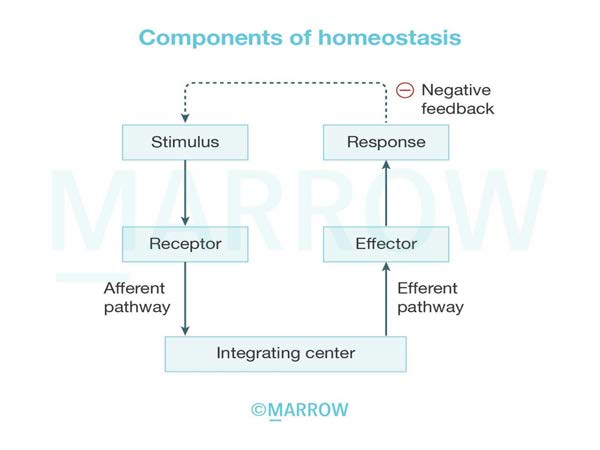 Components of homeostasis
Negative
feedback
Stimulus
Response
MARROW
Receptor
Effector
Afferent
pathway
Efferent
pathway
Integrating center
©MARROW